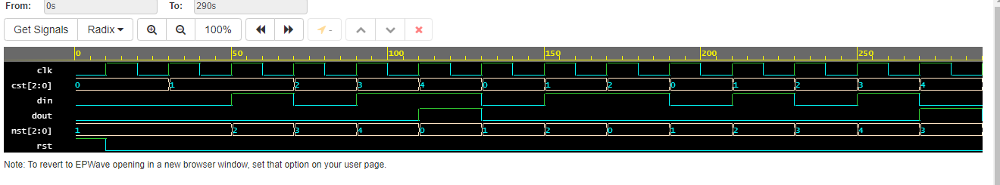 From: 0s To: 290s
Get Signals Radix 100% -
0 50 100 150 200 250
clk
cst[2:0] 0 1 2 3 4 0 1 2 0 1 2 3 4
din
dout
nst[2:0] 1 2 3 4 0 1 2 0 1 2 3 4 3
rst
Note: To revert to EPWave opening in a new browser window, set that option on your user page.